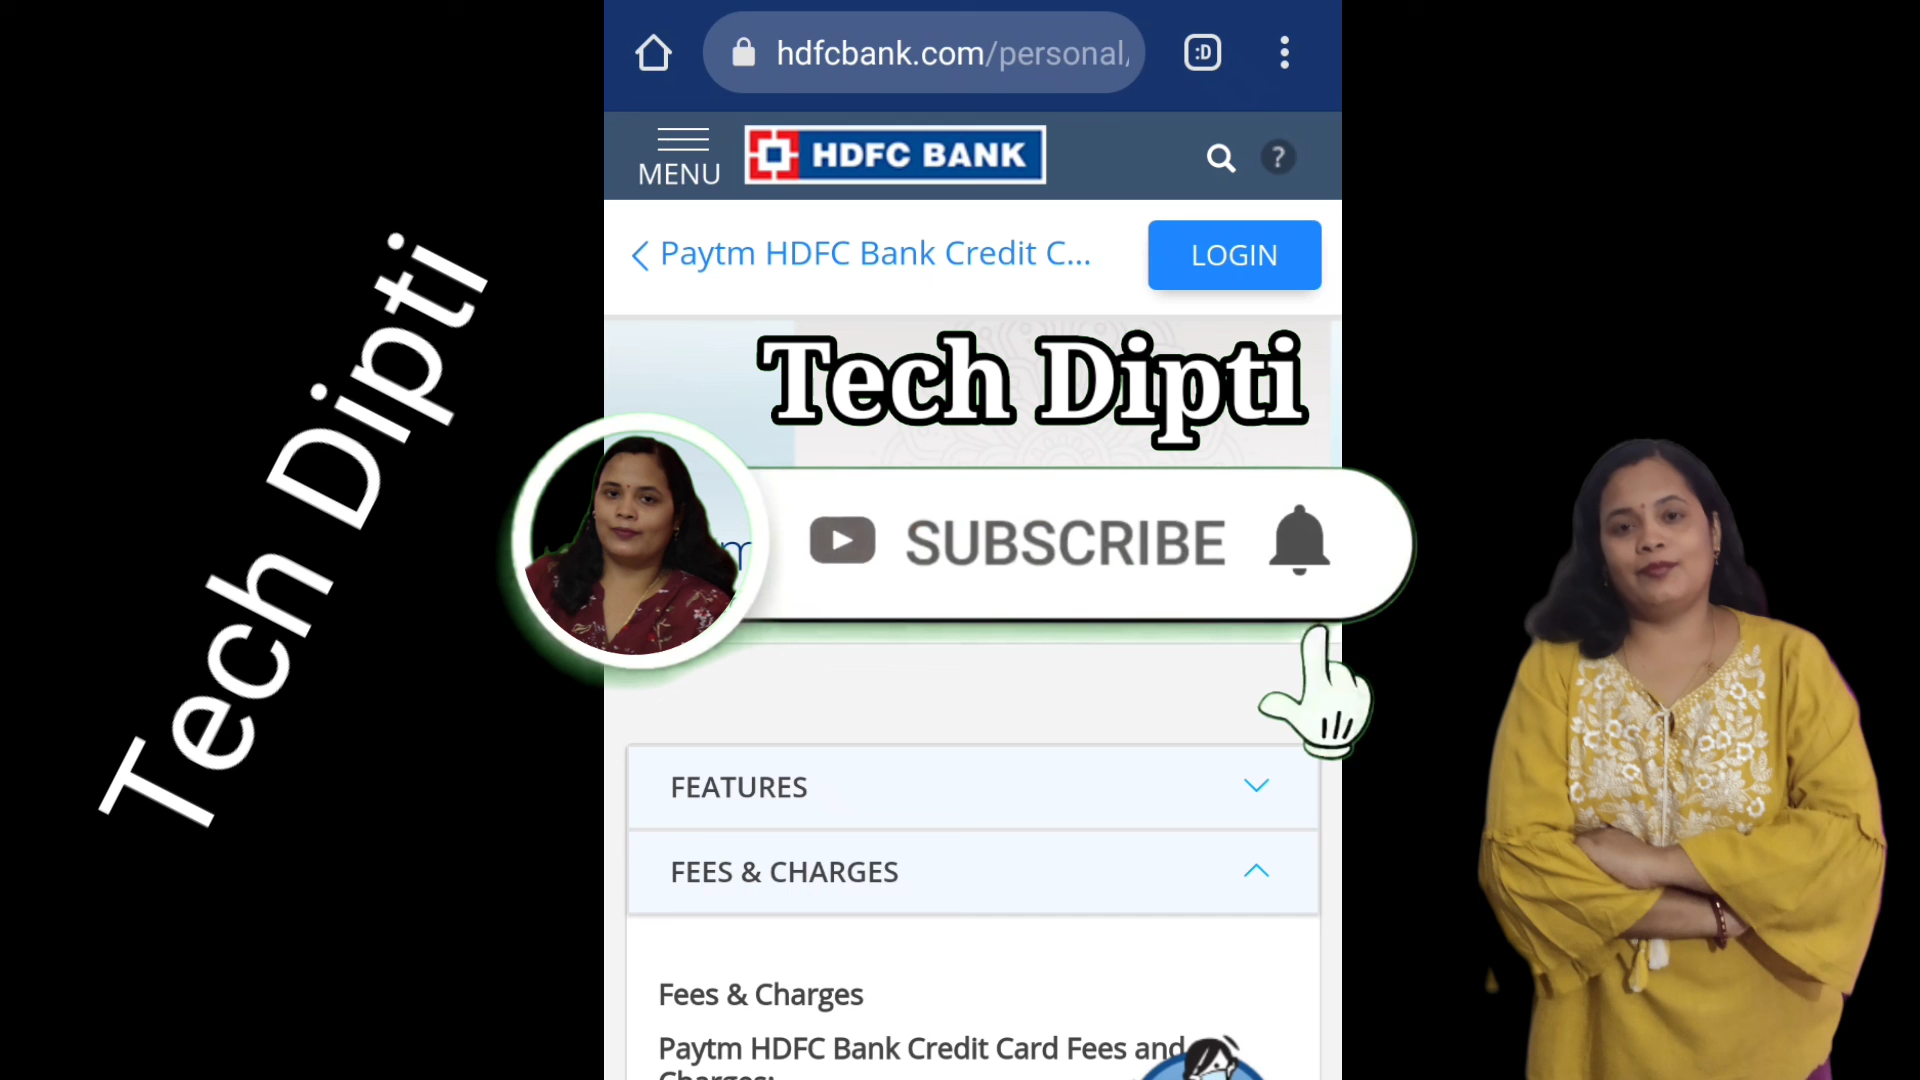 Tech Dipti
hdfcbank.com/personal/
:D
MENU
HDFC BANK
?
Paytm HDFC Bank Credit C...
LOGIN
Tech Dipti
SUBSCRIBE
FEATURES
FEES & CHARGES
Fees & Charges
Paytm HDFC Bank Credit Card Fees and
Charges: